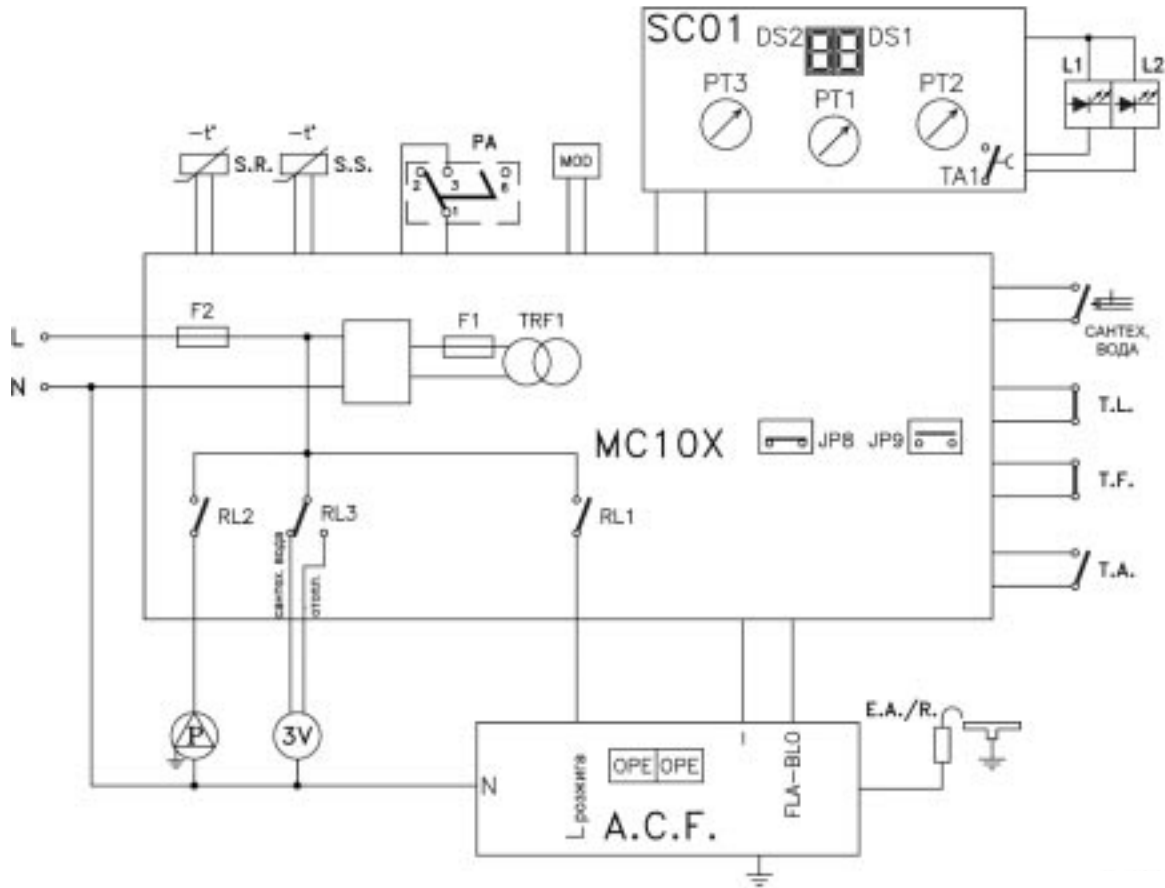 SC01
DS2
DS1
PT3
PT1
PT2
TA1
L1
L2
-t°
S.R.
-t°
S.S.
PA
2
3
1
MOD
L
N
F2
F1
TRF1
MC10X
JP8
JP9
САНТЕХ,
ВОДА
T.L.
T.F.
T.A.
RL2
RL3
RL1
сантех. вода
отопл.
P
3V
E.A./R.
N
L розжига
OPE
OPE
I
FLA-BLO
A.C.F.